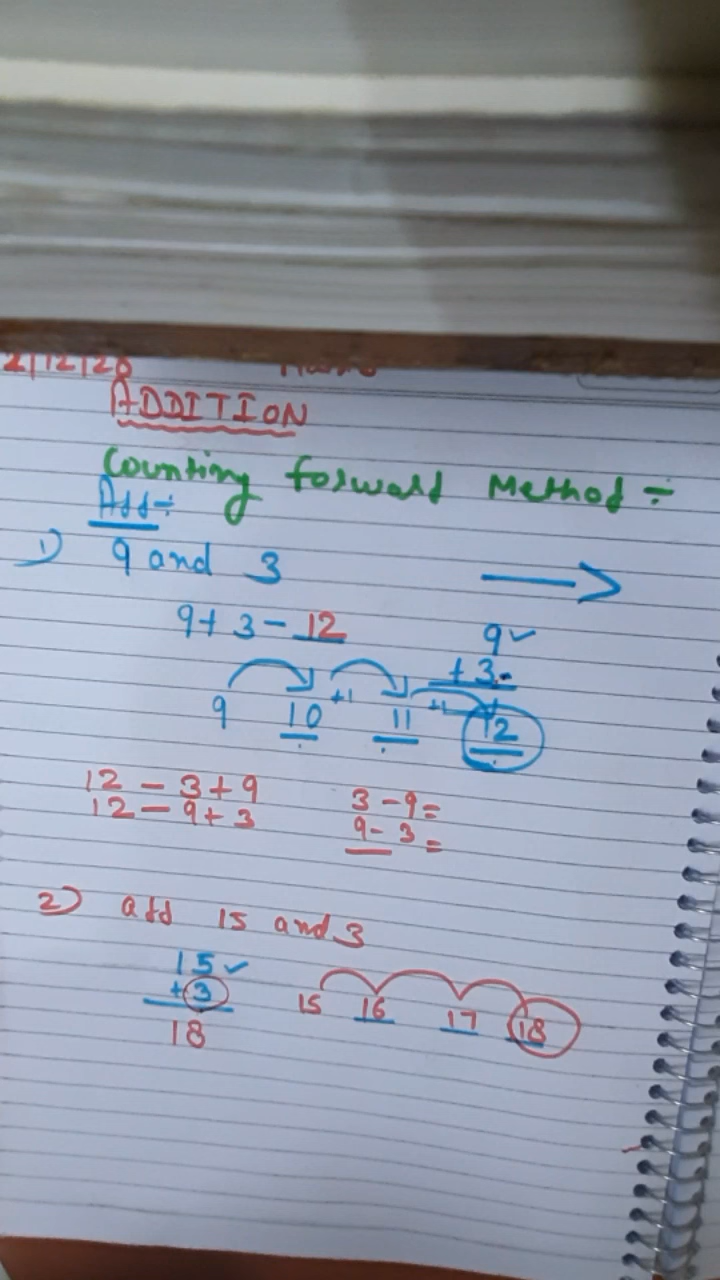 2/12/20
ADDITION
Counting forward Method ÷
Add÷
1) 9 and 3
9+ 3 - 12
9✓
+3
+1 +1
9 10 11 12
12 - 3+9
12 - 9+3
3-9=
9-3=
2) add 15 and 3
15✓
+3
18
15 16 17 18